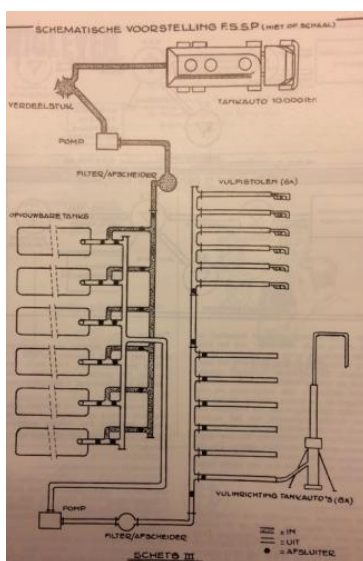 SCHEMATISCHE VOORSTELLING F.S.S.P (NIET OP SCHAAL)
VERDEELSTUK
TANKAUTO 10.000 ltr.
POMP
FILTER/AFSCHEIDER
VULPISTOLEN (6x)
OPVOUWBARE TANKS
VULINRICHTING TANKAUTO'S (6x)
POMP
FILTER/AFSCHEIDER
= IN
= UIT
= AFSLUITER
SCHETS III